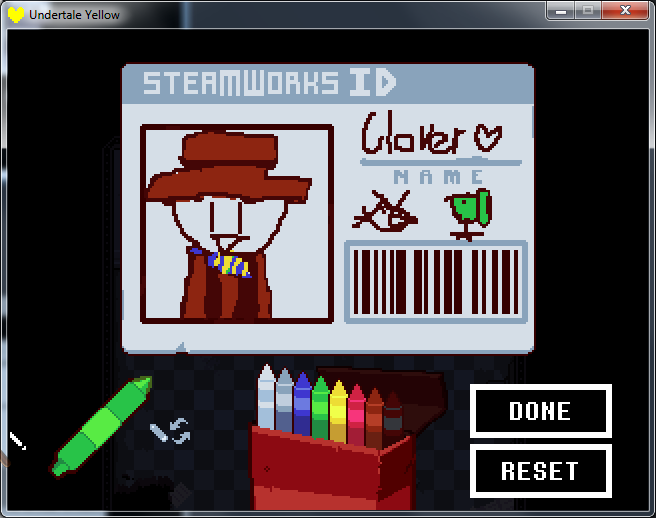 Undertale Yellow
STEAMWORKS ID
Clover
NAME
DONE
RESET